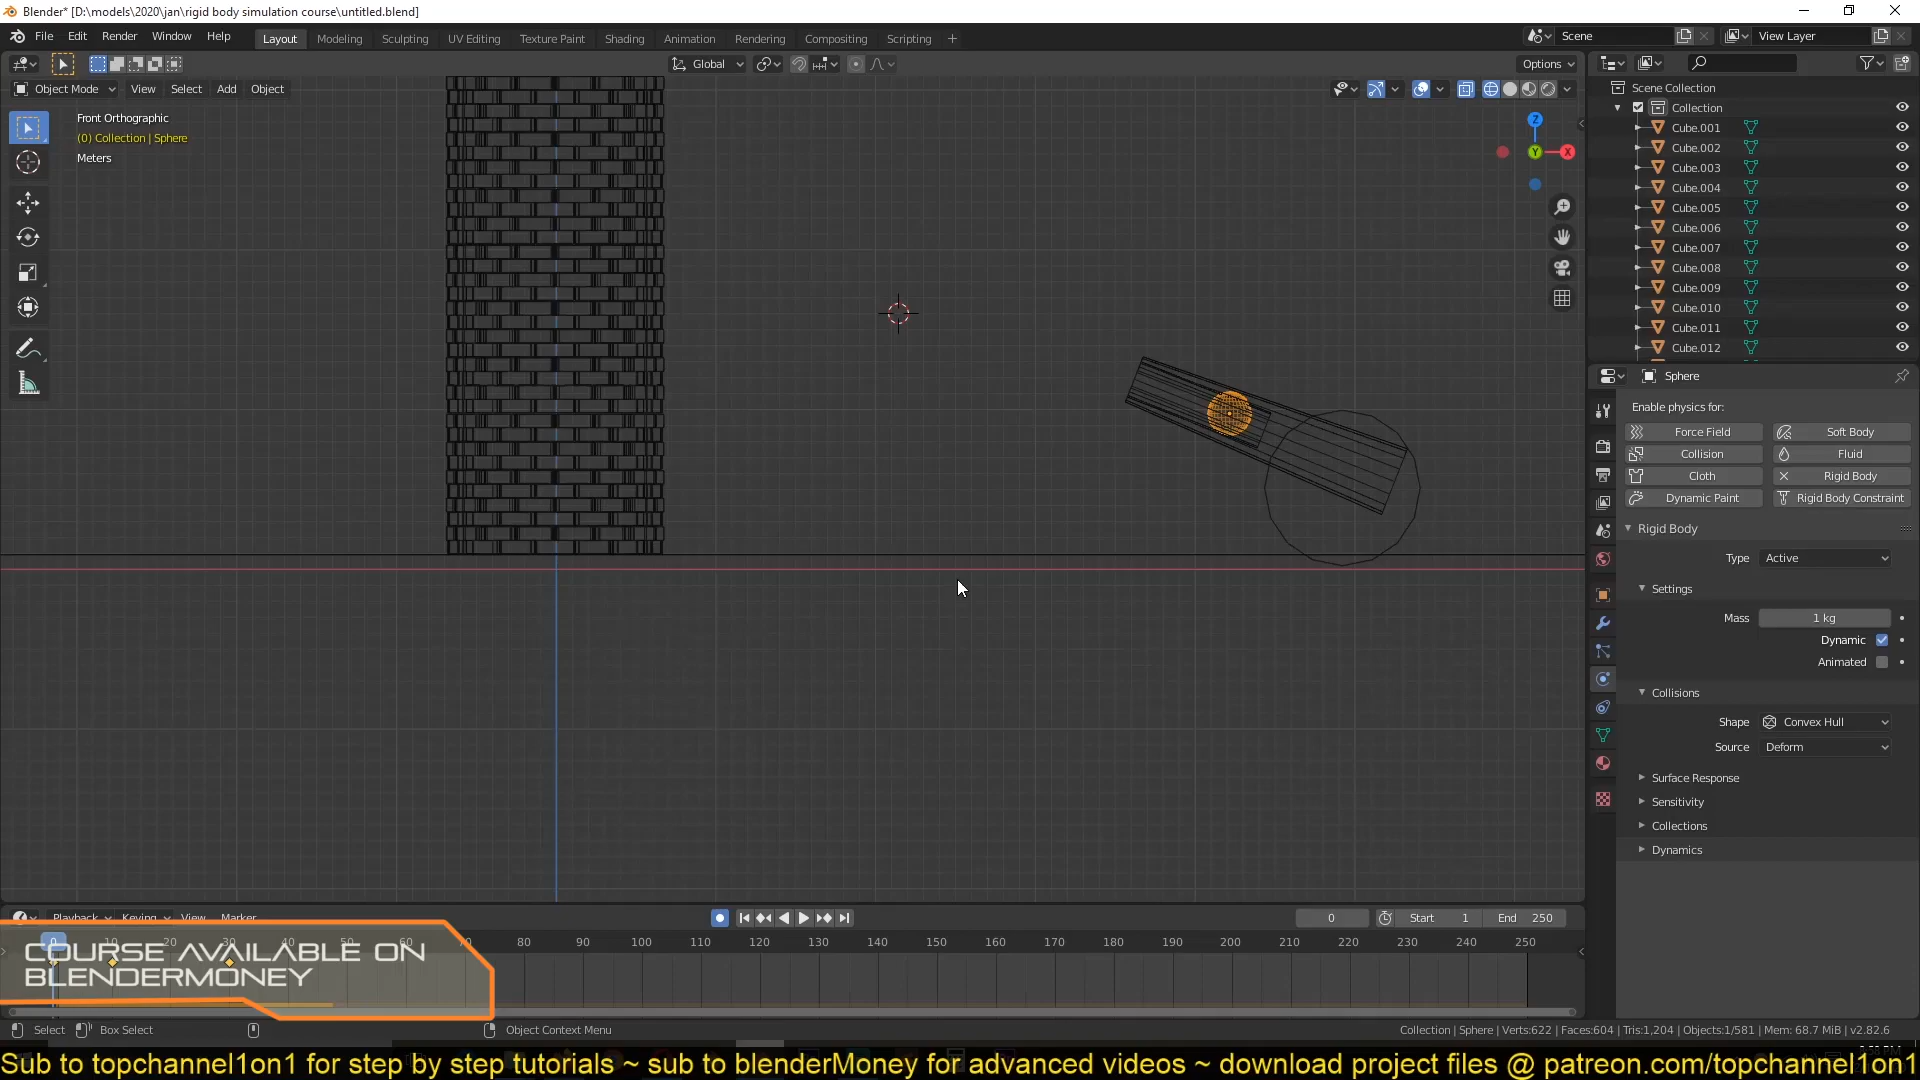 Blender* [D:\models\2020\jan\rigid body simulation course\untitled.blend]
File Edit Render Window Help Layout Modeling Sculpting UV Editing Texture Paint Shading Animation Rendering Compositing Scripting + Scene View Layer
Global Options
Object Mode View Select Add Object
Front Orthographic
(0) Collection | Sphere
Meters
Z
Y
X
Scene Collection
Collection
Cube.001
Cube.002
Cube.003
Cube.004
Cube.005
Cube.006
Cube.007
Cube.008
Cube.009
Cube.010
Cube.011
Cube.012
Sphere
Enable physics for:
Force Field Soft Body
Collision Fluid
Cloth Rigid Body
Dynamic Paint Rigid Body Constraint
Rigid Body
Type Active
Settings
Mass 1 kg
Dynamic
Animated
Collisions
Shape Convex Hull
Source Deform
Surface Response
Sensitivity
Collections
Dynamics
Playback Keying View Marker 0 Start 1 End 250
0 10 20 30 40 50 60 70 80 90 100 110 120 130 140 150 160 170 180 190 200 210 220 230 240 250
COURSE AVAILABLE ON
BLENDERMONEY
Select Box Select Object Context Menu Collection | Sphere | Verts:622 | Faces:604 | Tris:1,204 | Objects:1/581 | Mem: 68.7 MiB | v2.82.6
Sub to topchannel1on1 for step by step tutorials ~ sub to blenderMoney for advanced videos ~ download project files @ patreon.com/topchannel1on1